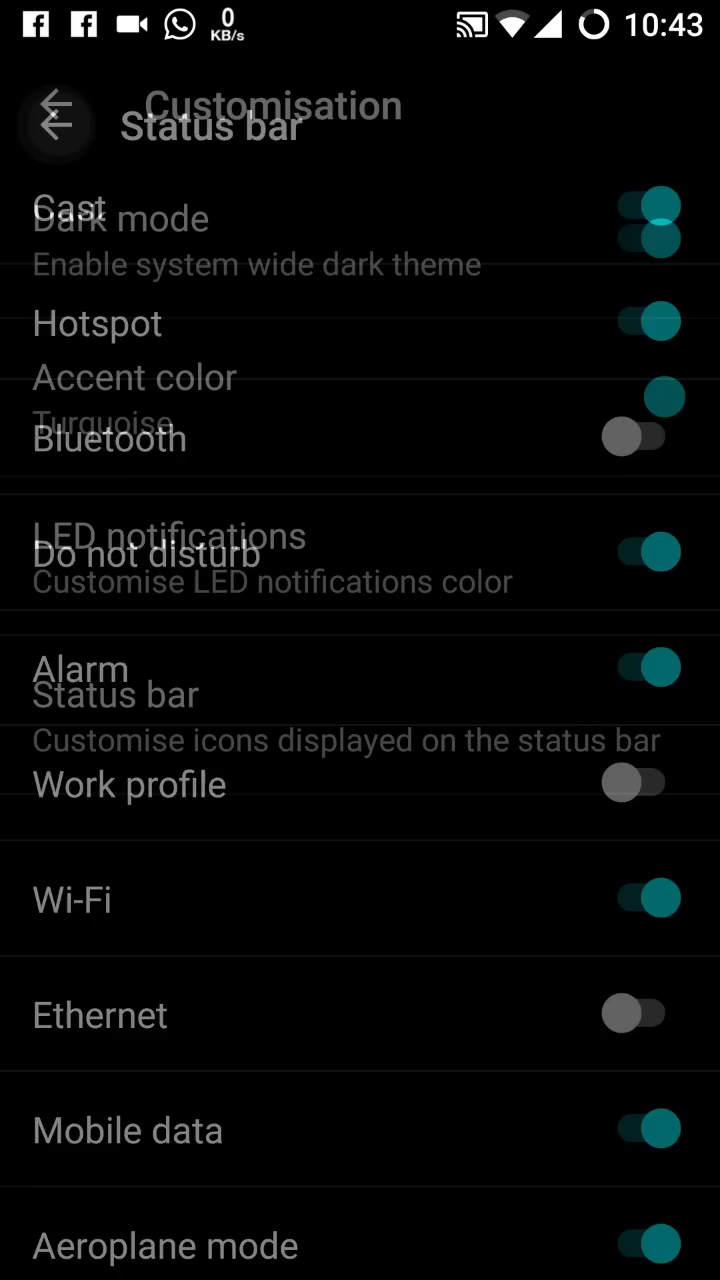 0
KB/s
10:43
Customisation
Status bar
Cast
Dark mode
Enable system wide dark theme
Hotspot
Accent color
Turquoise
Bluetooth
LED notifications
Do not disturb
Customise LED notifications color
Alarm
Status bar
Customise icons displayed on the status bar
Work profile
Wi-Fi
Ethernet
Mobile data
Aeroplane mode